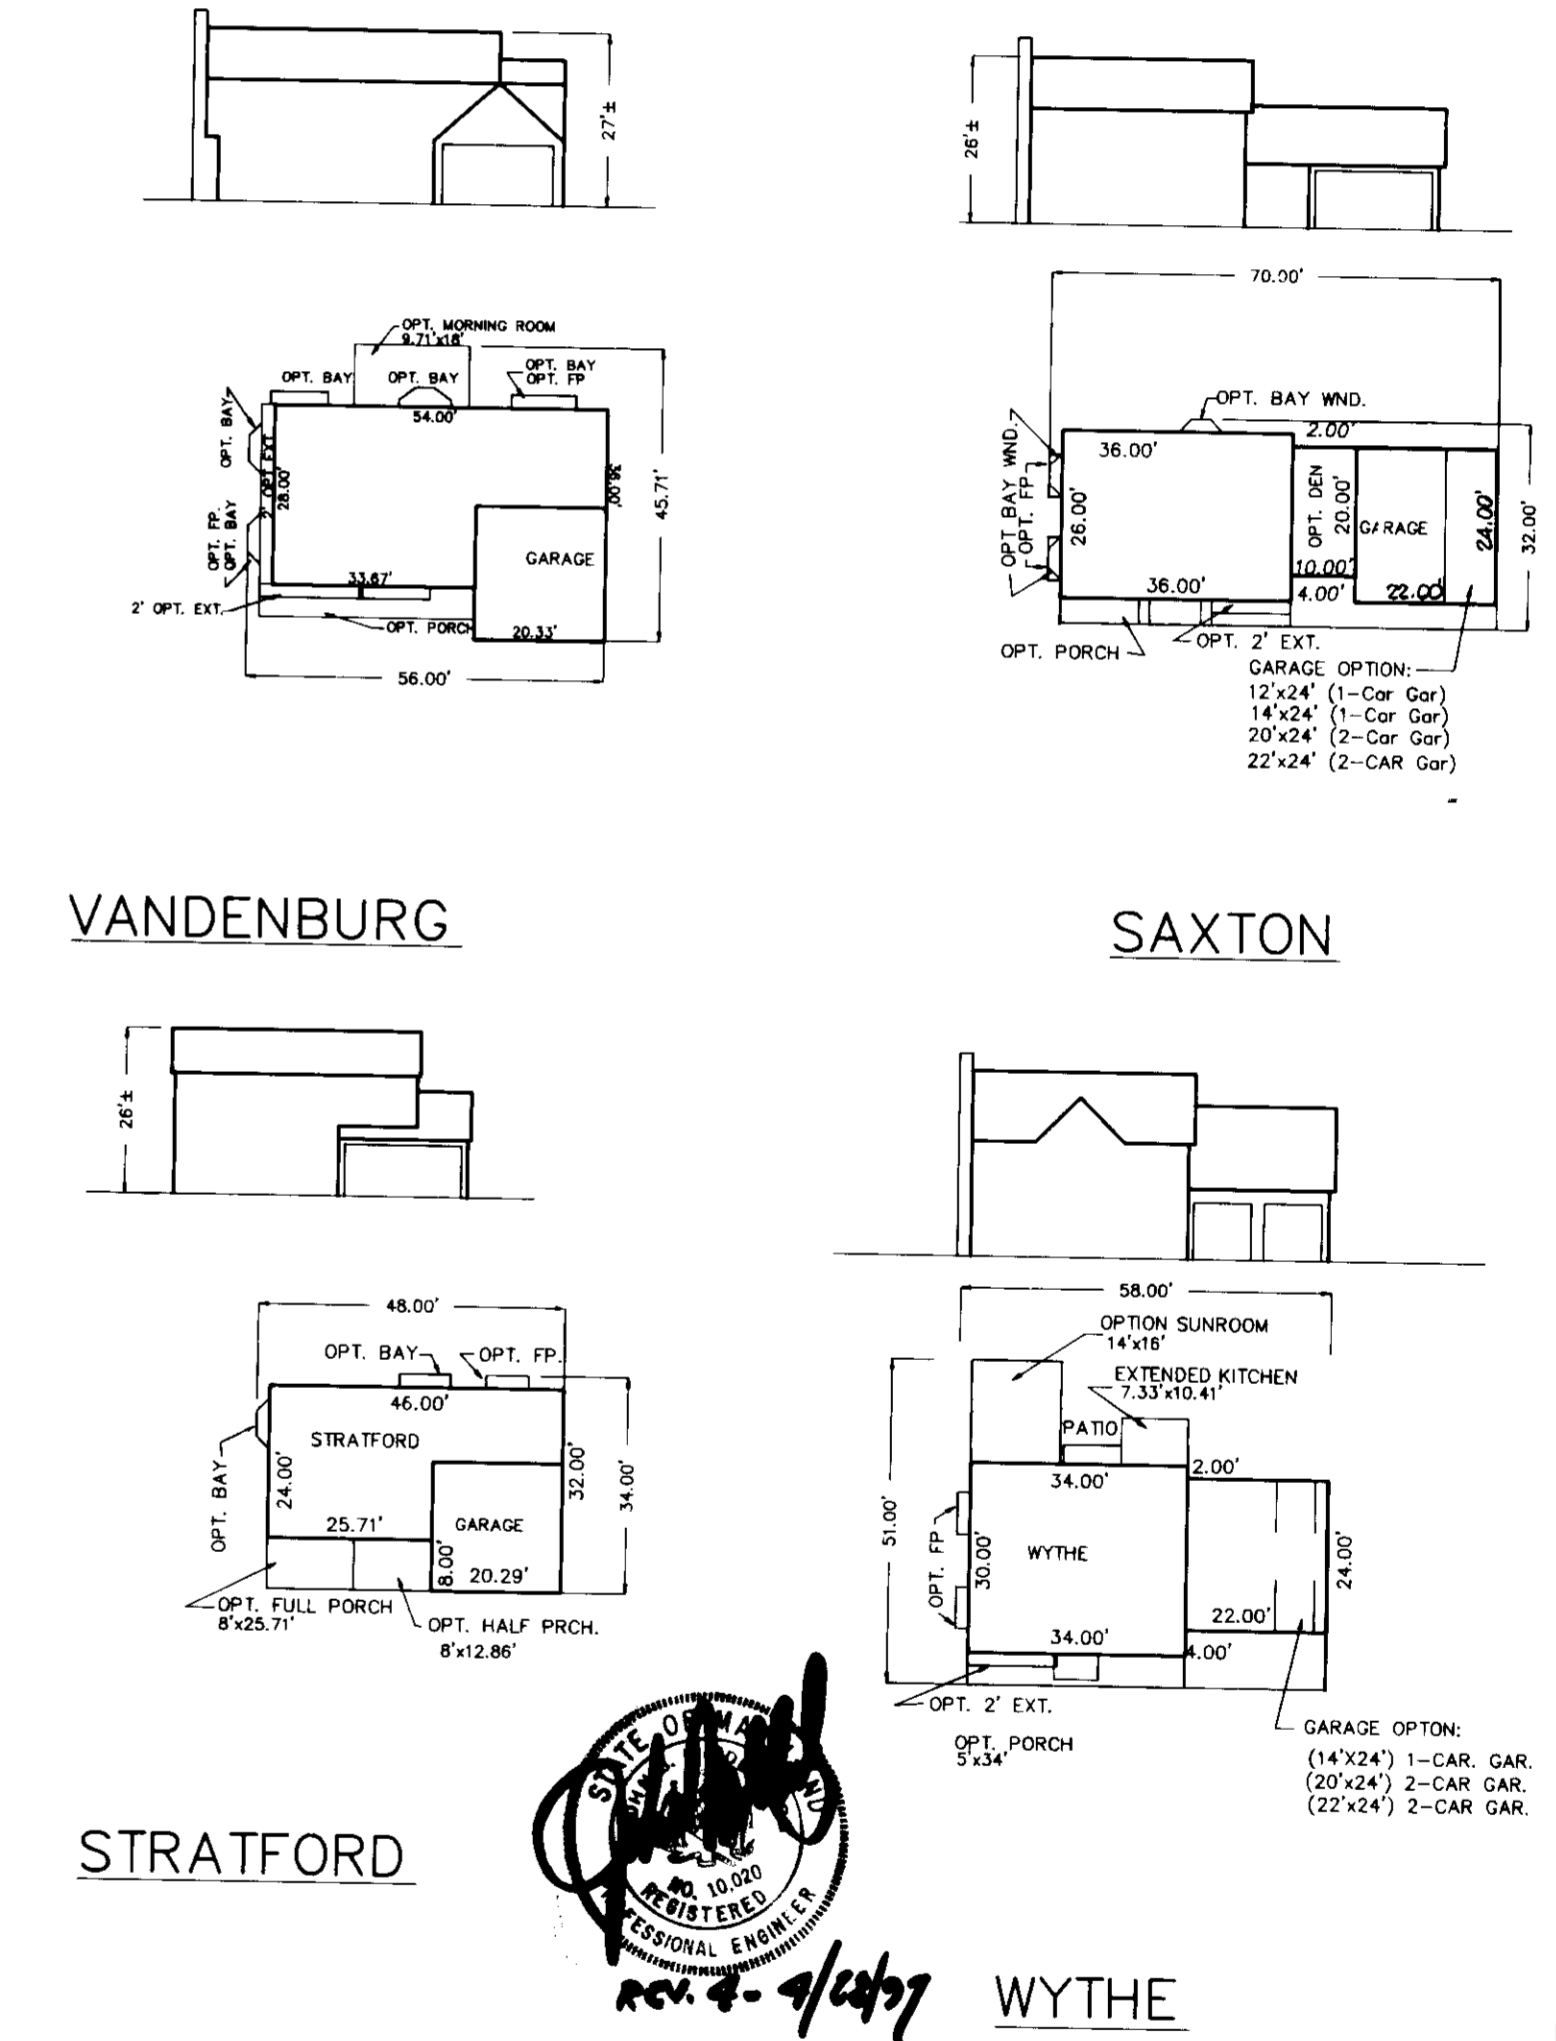 27'±
26'±
OPT. MORNING ROOM
9.71'x18'
OPT. BAY
OPT. BAY
OPT. BAY
OPT. FP
54.00'
OPT. BAY
2' OPT EXT.
28.00'
36.00'
45.71'
OPT. FP.
OPT. BAY
GARAGE
33.67'
2' OPT. EXT.
OPT. PORCH
20.33'
56.00'
70.00'
OPT. BAY WND.
2.00'
36.00'
OPT BAY WND.
OPT. FP.
26.00'
OPT. DEN
20.00'
GARAGE
24.00'
32.00'
10.00'
36.00'
4.00'
22.00'
OPT. PORCH
OPT. 2' EXT.
GARAGE OPTION:
12'x24' (1-Car Gar)
14'x24' (1-Car Gar)
20'x24' (2-Car Gar)
22'x24' (2-CAR Gar)
VANDENBURG
SAXTON
26'±
48.00'
OPT. BAY
OPT. FP.
46.00'
STRATFORD
OPT. BAY
24.00'
32.00'
34.00'
25.71'
GARAGE
8.00'
20.29'
OPT. FULL PORCH
8'x25.71'
OPT. HALF PRCH.
8'x12.86'
58.00'
OPTION SUNROOM
14'x16'
EXTENDED KITCHEN
7.33'x10.41'
PATIO
34.00'
2.00'
51.00'
OPT. FP
30.00'
WYTHE
24.00'
22.00'
34.00'
4.00'
OPT. 2' EXT.
OPT. PORCH
5'x34'
GARAGE OPTON:
(14'X24') 1-CAR. GAR.
(20'x24') 2-CAR GAR.
(22'x24') 2-CAR GAR.
STATE OF MA
NO. 10,020
REGISTERED
FESSIONAL ENGINEER
STRATFORD
REV. 4 -
WYTHE